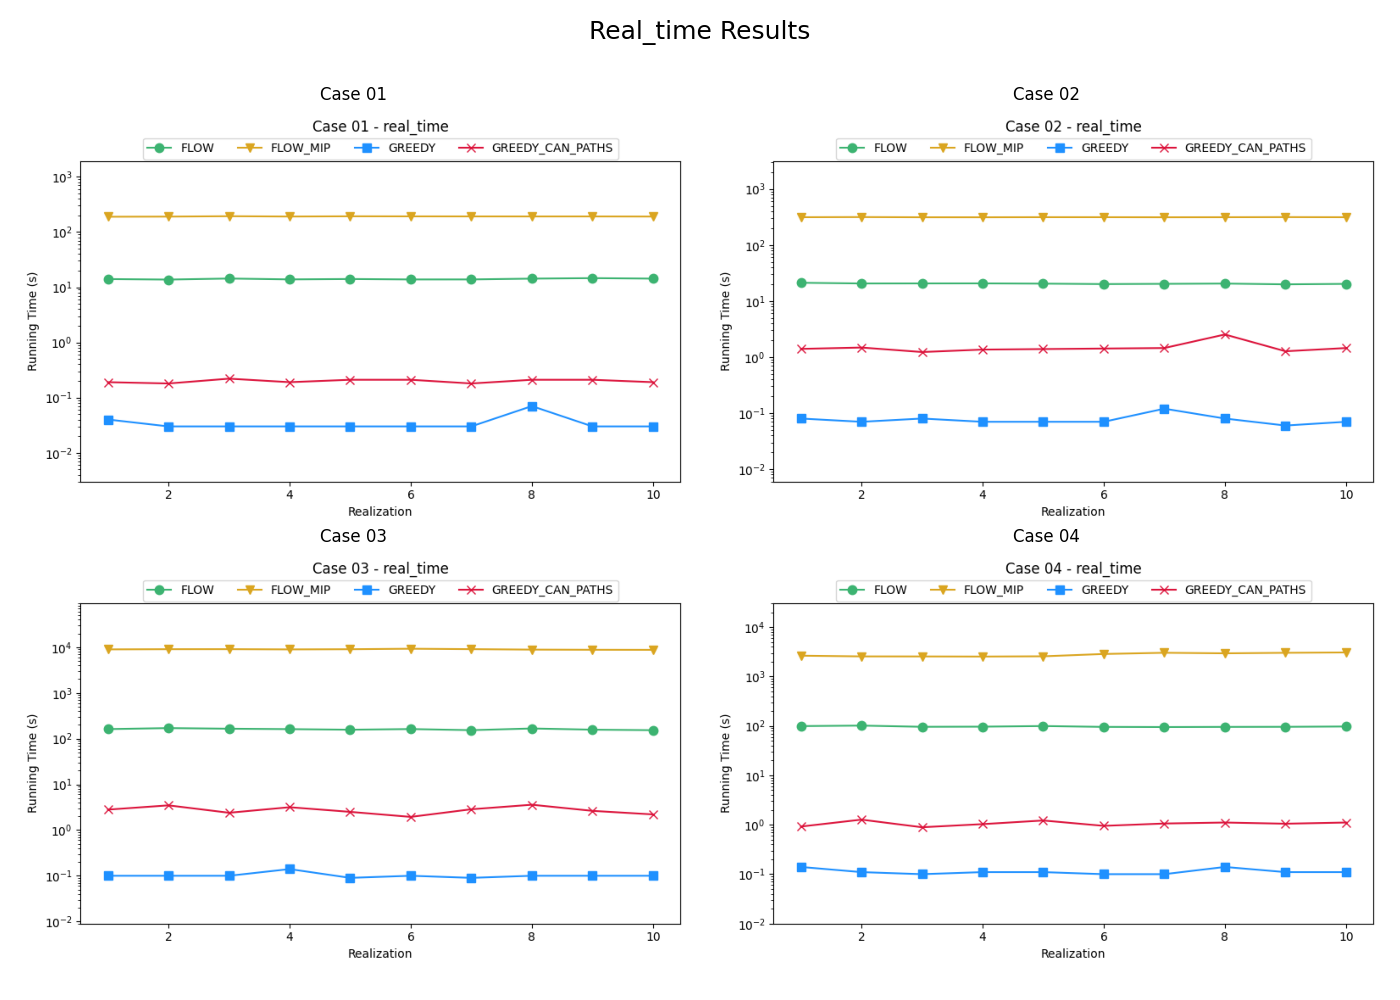 Real_time Results
Case 01
Case 01 - real_time
FLOW FLOW_MIP GREEDY GREEDY_CAN_PATHS
10³
10²
10¹
10⁰
10⁻¹
10⁻²
Running Time (s)
2 4 6 8 10
Realization
Case 02
Case 02 - real_time
FLOW FLOW_MIP GREEDY GREEDY_CAN_PATHS
10³
10²
10¹
10⁰
10⁻¹
10⁻²
Running Time (s)
2 4 6 8 10
Realization
Case 03
Case 03 - real_time
FLOW FLOW_MIP GREEDY GREEDY_CAN_PATHS
10⁴
10³
10²
10¹
10⁰
10⁻¹
10⁻²
Running Time (s)
2 4 6 8 10
Realization
Case 04
Case 04 - real_time
FLOW FLOW_MIP GREEDY GREEDY_CAN_PATHS
10⁴
10³
10²
10¹
10⁰
10⁻¹
10⁻²
Running Time (s)
2 4 6 8 10
Realization